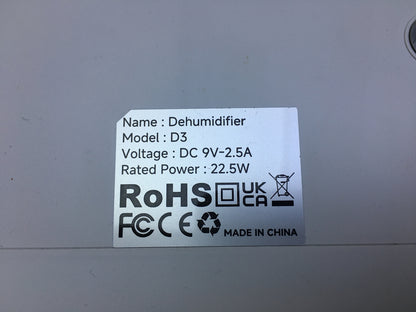 Name : Dehumidifier
Model : D3
Voltage : DC 9V-2.5A
Rated Power : 22.5W
RoHS UK CA
FC CE MADE IN CHINA